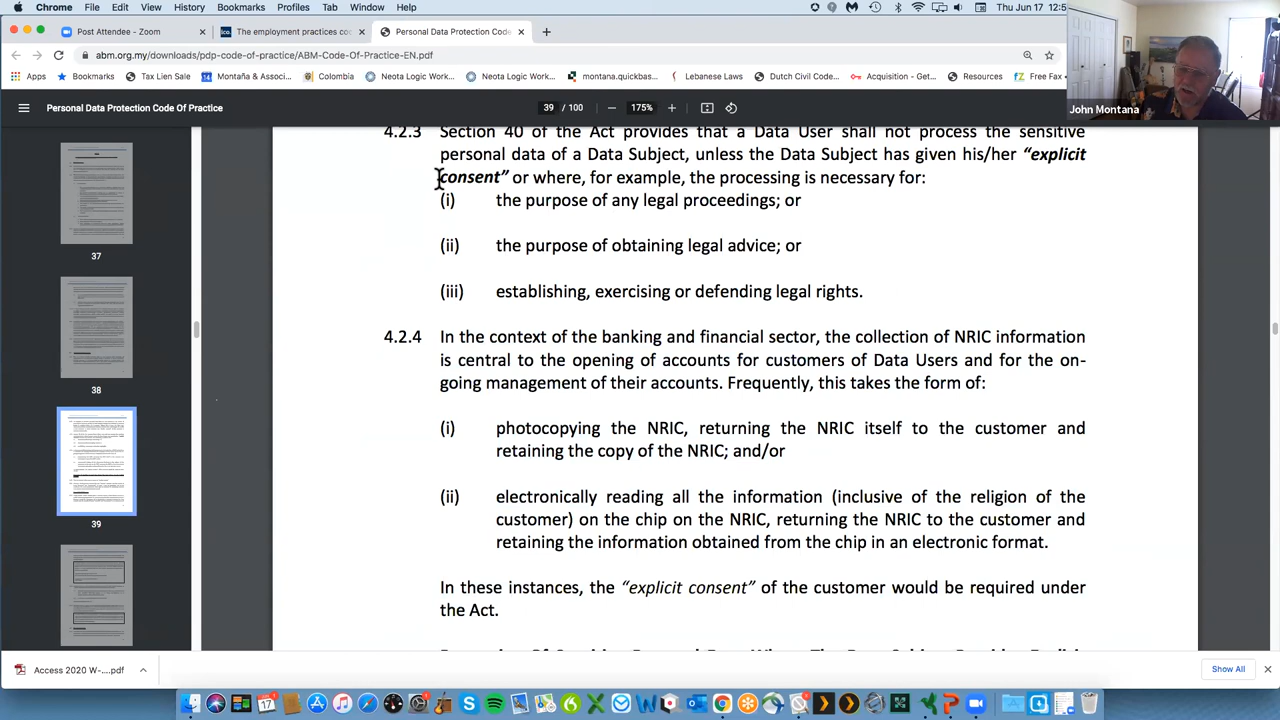 Chrome File Edit View History Bookmarks Profiles Tab Window Help
Thu Jun 17 12:5
Post Attendee - Zoom
ico. The employment practices co
Personal Data Protection Code
abm.org.my/downloads/pdp-code-of-practice/ABM-Code-Of-Practice-EN.pdf
Apps Bookmarks Tax Lien Sale Montaña & Associ... Colombia Neota Logic Work... Neota Logic Work... montana.quickbas... Lebanese Laws Dutch Civil Code... Acquisition - Get... Resources Free Fax
John Montana
Personal Data Protection Code Of Practice
39 / 100
175%
4.2.3 Section 40 of the Act provides that a Data User shall not process the sensitive
personal data of a Data Subject, unless the Data Subject has given his/her “explicit
consent” or where, for example, the processing is necessary for:
(i) the purpose of any legal proceedings; or
(ii) the purpose of obtaining legal advice; or
(iii) establishing, exercising or defending legal rights.
4.2.4 In the context of the banking and financial sector, the collection of NRIC information
is central to the opening of accounts for customers of Data Users and for the on-
going management of their accounts. Frequently, this takes the form of:
(i) photocopying the NRIC, returning the NRIC itself to the customer and
retaining the copy of the NRIC; and/or
(ii) electronically reading all the information (inclusive of the religion of the
customer) on the chip on the NRIC, returning the NRIC to the customer and
retaining the information obtained from the chip in an electronic format.
In these instances, the “explicit consent” of the customer would be required under
the Act.
37
38
39
Access 2020 W-....pdf
Show All